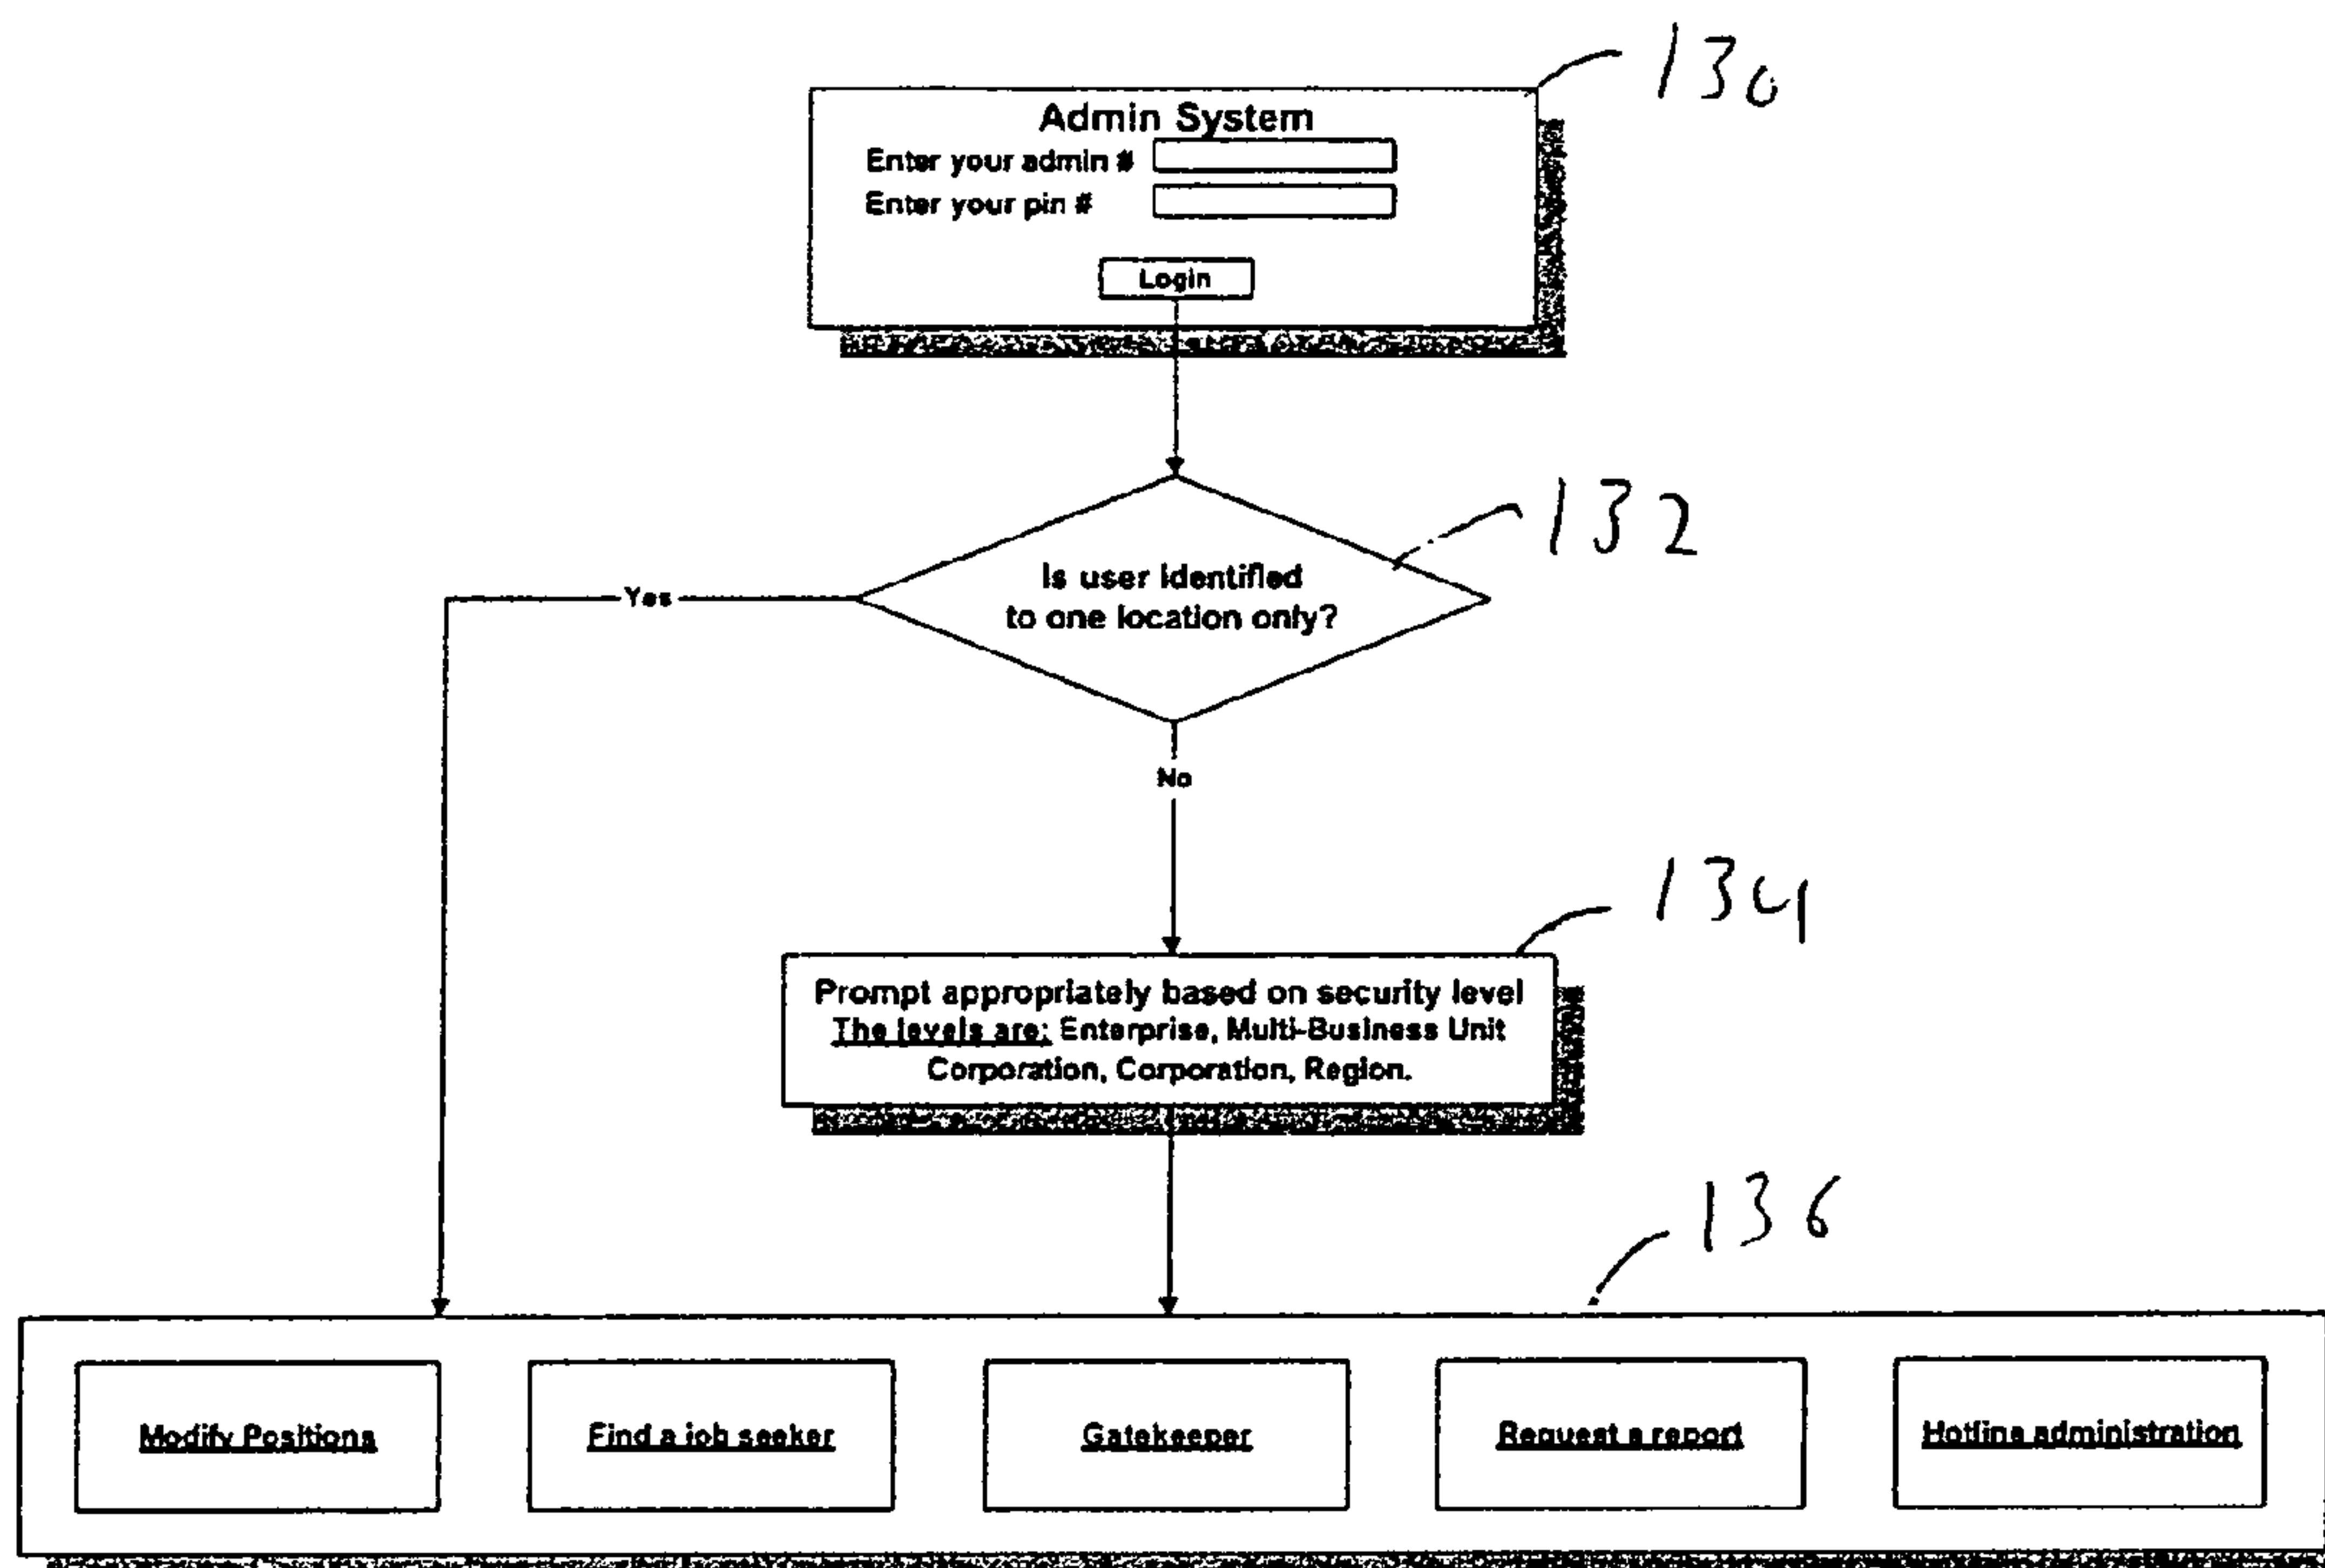 130
Admin System
Enter your admin #
Enter your pin #
Login
132
Is user identified
to one location only?
Yes
No
134
Prompt appropriately based on security level
The levels are: Enterprise, Multi-Business Unit
Corporation, Corporation, Region.
136
Modify Positions
Find a job seeker
Gatekeeper
Request a report
Hotline administration